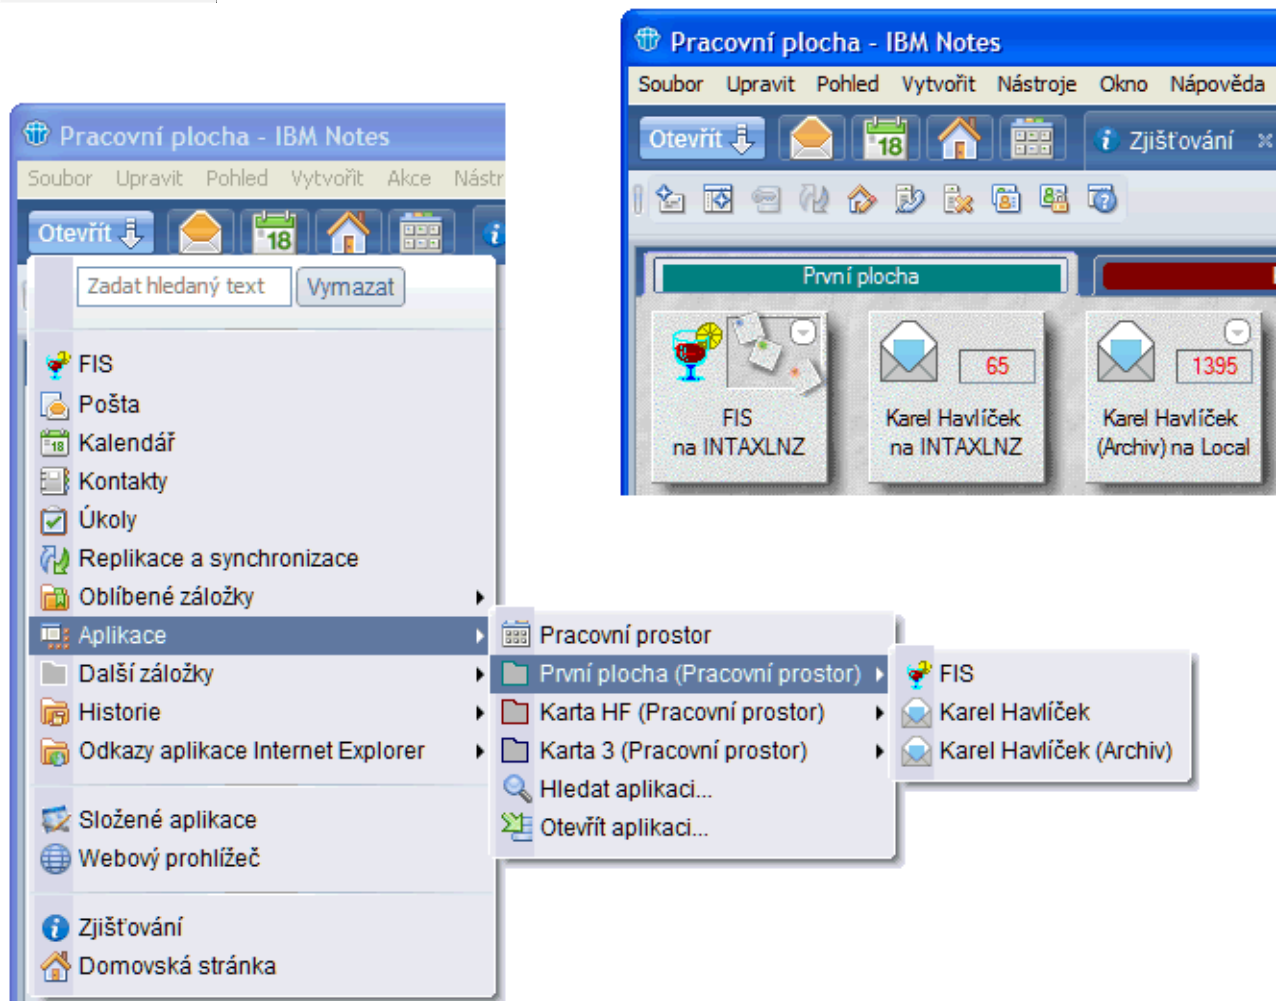 Pracovní plocha - IBM Notes
Soubor Upravit Pohled Vytvořit Nástroje Okno Nápověda
Otevřít 18 Zjišťování
První plocha
65
1395
FIS
na INTAXLNZ
Karel Havlíček
na INTAXLNZ
Karel Havlíček
(Archiv) na Local
Pracovní plocha - IBM Notes
Soubor Upravit Pohled Vytvořit Akce Nástr
Otevřít 18
Zadat hledaný text Vymazat
FIS
Pošta
Kalendář
Kontakty
Úkoly
Replikace a synchronizace
Oblíbené záložky
Aplikace
Další záložky
Historie
Odkazy aplikace Internet Explorer
Složené aplikace
Webový prohlížeč
Zjišťování
Domovská stránka
Pracovní prostor
První plocha (Pracovní prostor)
Karta HF (Pracovní prostor)
Karta 3 (Pracovní prostor)
Hledat aplikaci...
Otevřít aplikaci...
FIS
Karel Havlíček
Karel Havlíček (Archiv)